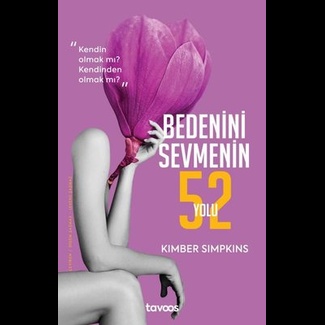 "Kendin
olmak mı?
Kendinden
olmak mı?"
BEDENİNİ
SEVMENİN
52
YOLU
KIMBER SIMPKINS
tavoos